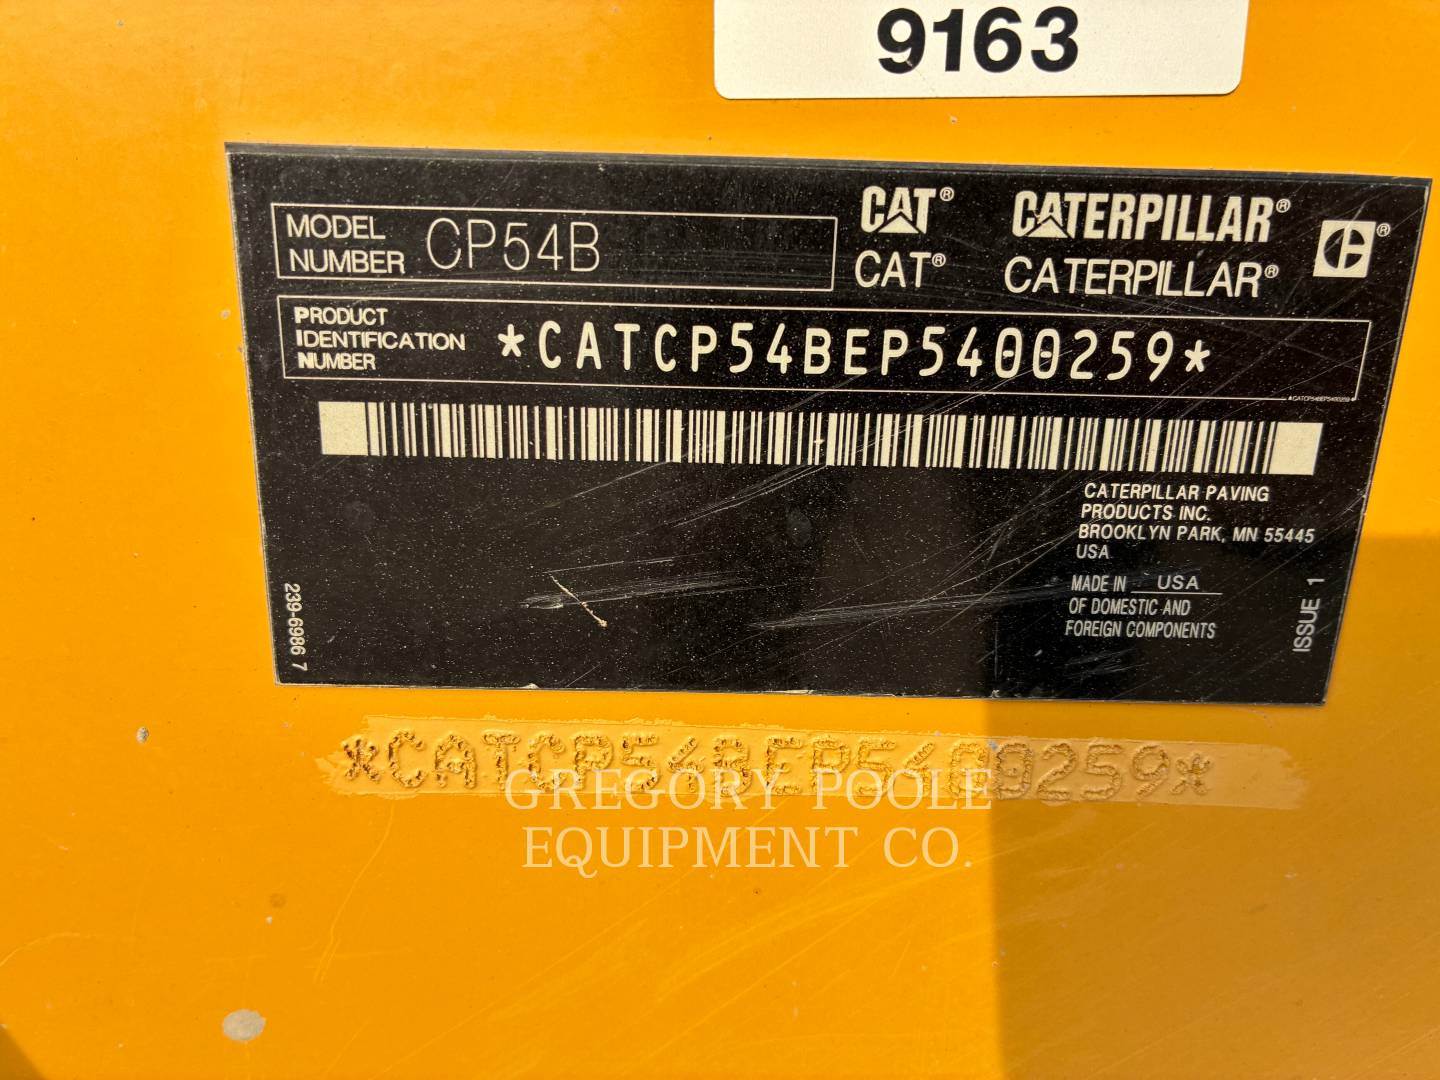 9163
CAT® CATERPILLAR®
MODEL NUMBER CP54B
CAT® CATERPILLAR®
PRODUCT IDENTIFICATION NUMBER *CATCP54BEP5400259*
*CATCP54BEP5400259*
CATERPILLAR PAVING
PRODUCTS INC.
BROOKLYN PARK, MN 55445
USA
MADE IN USA
OF DOMESTIC AND
FOREIGN COMPONENTS
239-6986 7
ISSUE 1
*CATCP54BEP5400259*
GREGORY POOLE
EQUIPMENT CO.